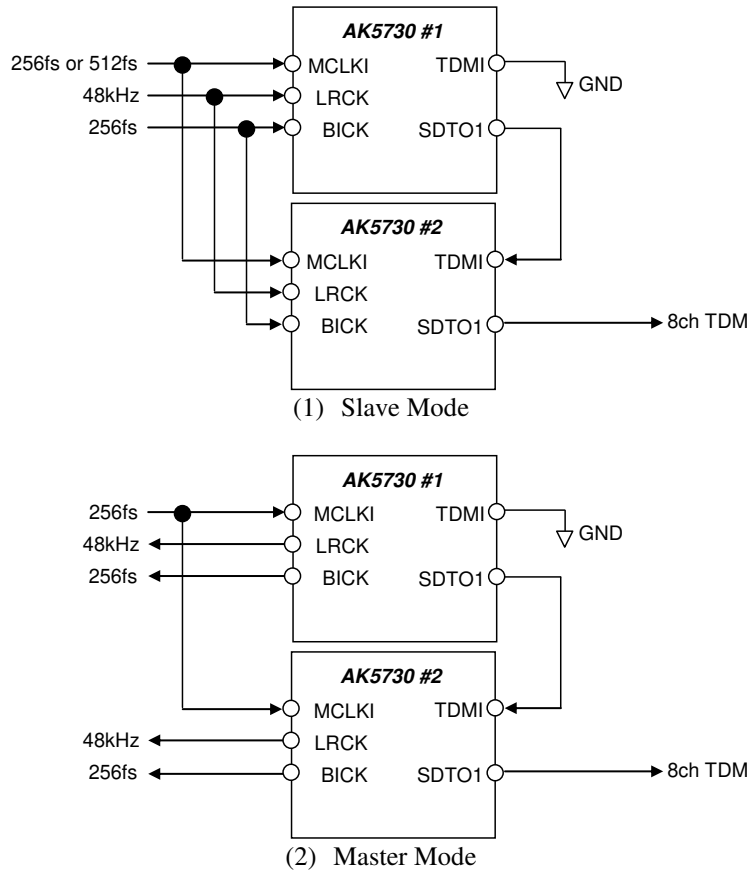 AK5730 #1
256fs or 512fs MCLKI TDMI
GND
48kHz LRCK
256fs BICK SDTO1
AK5730 #2
MCLKI TDMI
LRCK
BICK SDTO1 8ch TDM
(1) Slave Mode
AK5730 #1
256fs MCLKI TDMI
GND
48kHz LRCK
256fs BICK SDTO1
AK5730 #2
MCLKI TDMI
48kHz LRCK
256fs BICK SDTO1 8ch TDM
(2) Master Mode